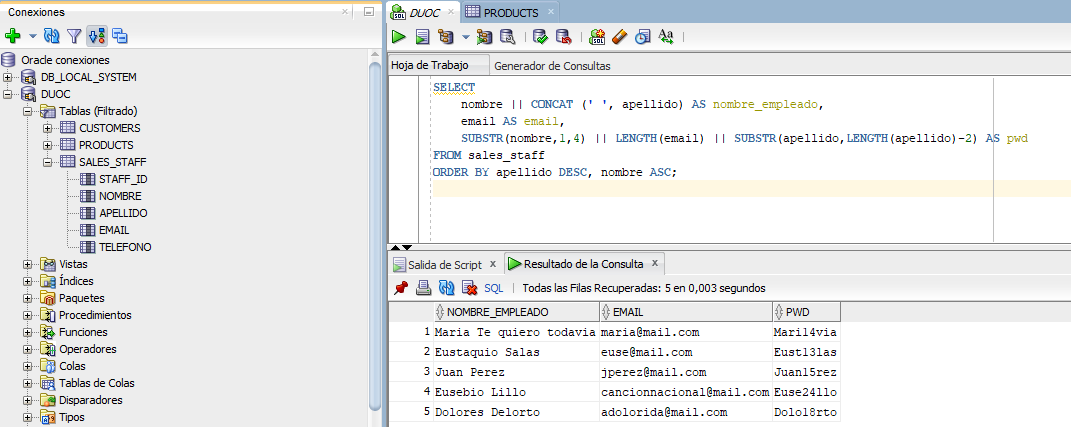 Conexiones
Oracle conexiones
DB_LOCAL_SYSTEM
DUOC
Tablas (Filtrado)
CUSTOMERS
PRODUCTS
SALES_STAFF
STAFF_ID
NOMBRE
APELLIDO
EMAIL
TELEFONO
Vistas
Índices
Paquetes
Procedimientos
Funciones
Operadores
Colas
Tablas de Colas
Disparadores
Tipos
DUOC PRODUCTS
Hoja de Trabajo Generador de Consultas
SELECT
nombre || CONCAT (' ', apellido) AS nombre_empleado,
email AS email,
SUBSTR(nombre,1,4) || LENGTH(email) || SUBSTR(apellido,LENGTH(apellido)-2) AS pwd
FROM sales_staff
ORDER BY apellido DESC, nombre ASC;
Salida de Script Resultado de la Consulta
SQL Todas las Filas Recuperadas: 5 en 0,003 segundos
NOMBRE_EMPLEADO EMAIL PWD
1 Maria Te quiero todavia maria@mail.com Mari14via
2 Eustaquio Salas euse@mail.com Eust13las
3 Juan Perez jperez@mail.com Juan15rez
4 Eusebio Lillo cancionnacional@mail.com Euse24llo
5 Dolores Delorto adolorida@mail.com Dolo18rto